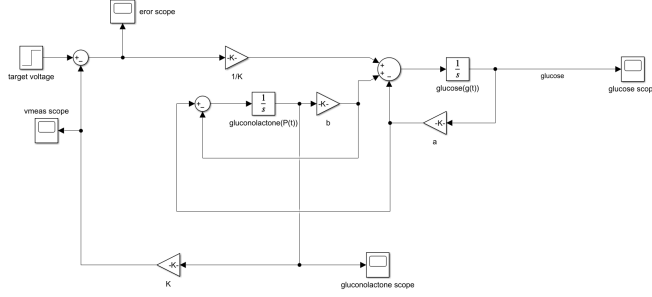 eror scope
target voltage
-K-
1/K
1
s
glucose(g(t))
glucose
glucose scop
vmeas scope
1
s
gluconolactone(P(t))
-K-
b
-K-
a
-K-
K
gluconolactone scope